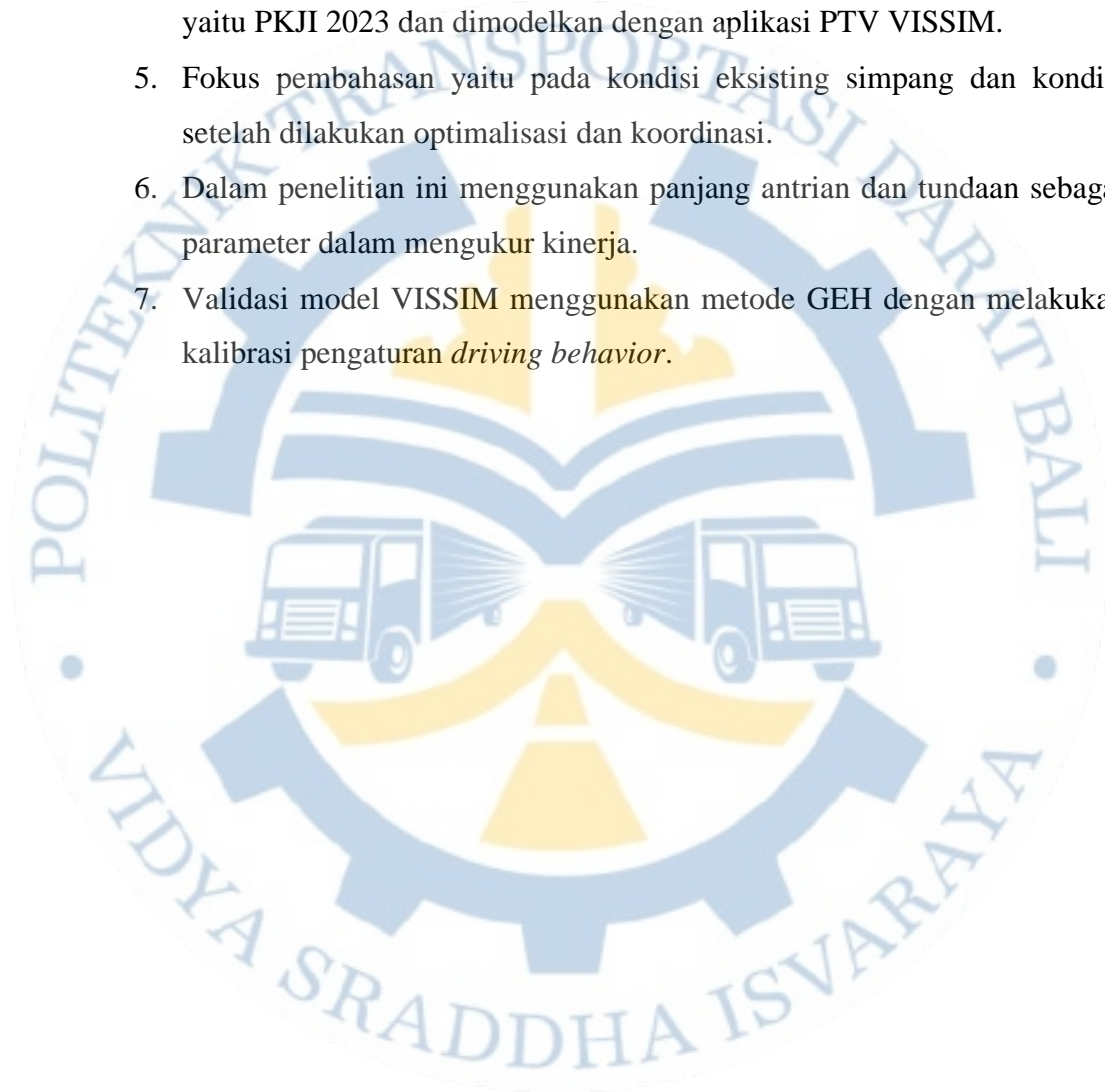 yaitu PKJI 2023 dan dimodelkan dengan aplikasi PTV VISSIM.
5. Fokus pembahasan yaitu pada kondisi eksisting simpang dan kondi
setelah dilakukan optimalisasi dan koordinasi.
6. Dalam penelitian ini menggunakan panjang antrian dan tundaan sebaga
parameter dalam mengukur kinerja.
7. Validasi model VISSIM menggunakan metode GEH dengan melakuka
kalibrasi pengaturan driving behavior.
POLITEKNIK TRANSPORTASI DARAT BALI
VIDYA SRADDHA ISVARAYA